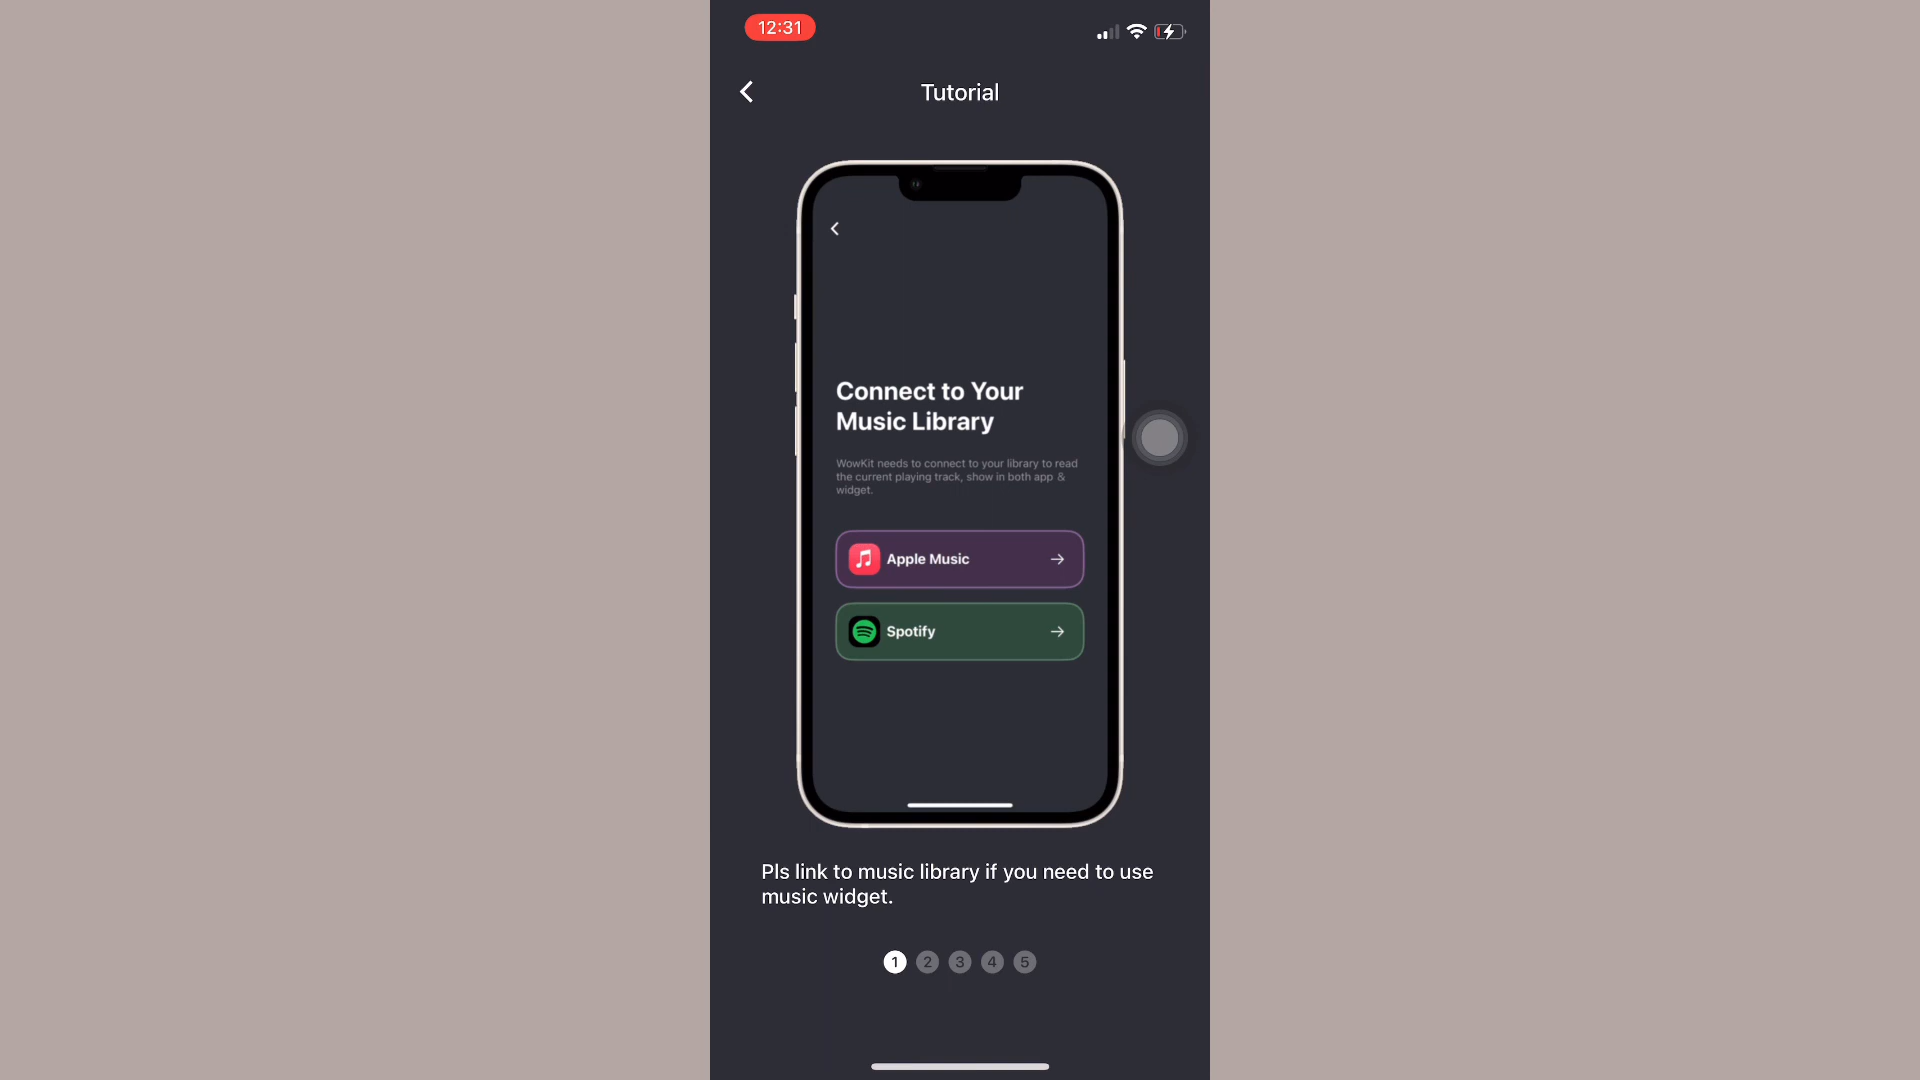 12:31
Tutorial
Connect to Your
Music Library
WowKit needs to connect to your library to read
the current playing track, show in both app &
widget.
Apple Music
Spotify
Pls link to music library if you need to use
music widget.
1 2 3 4 5